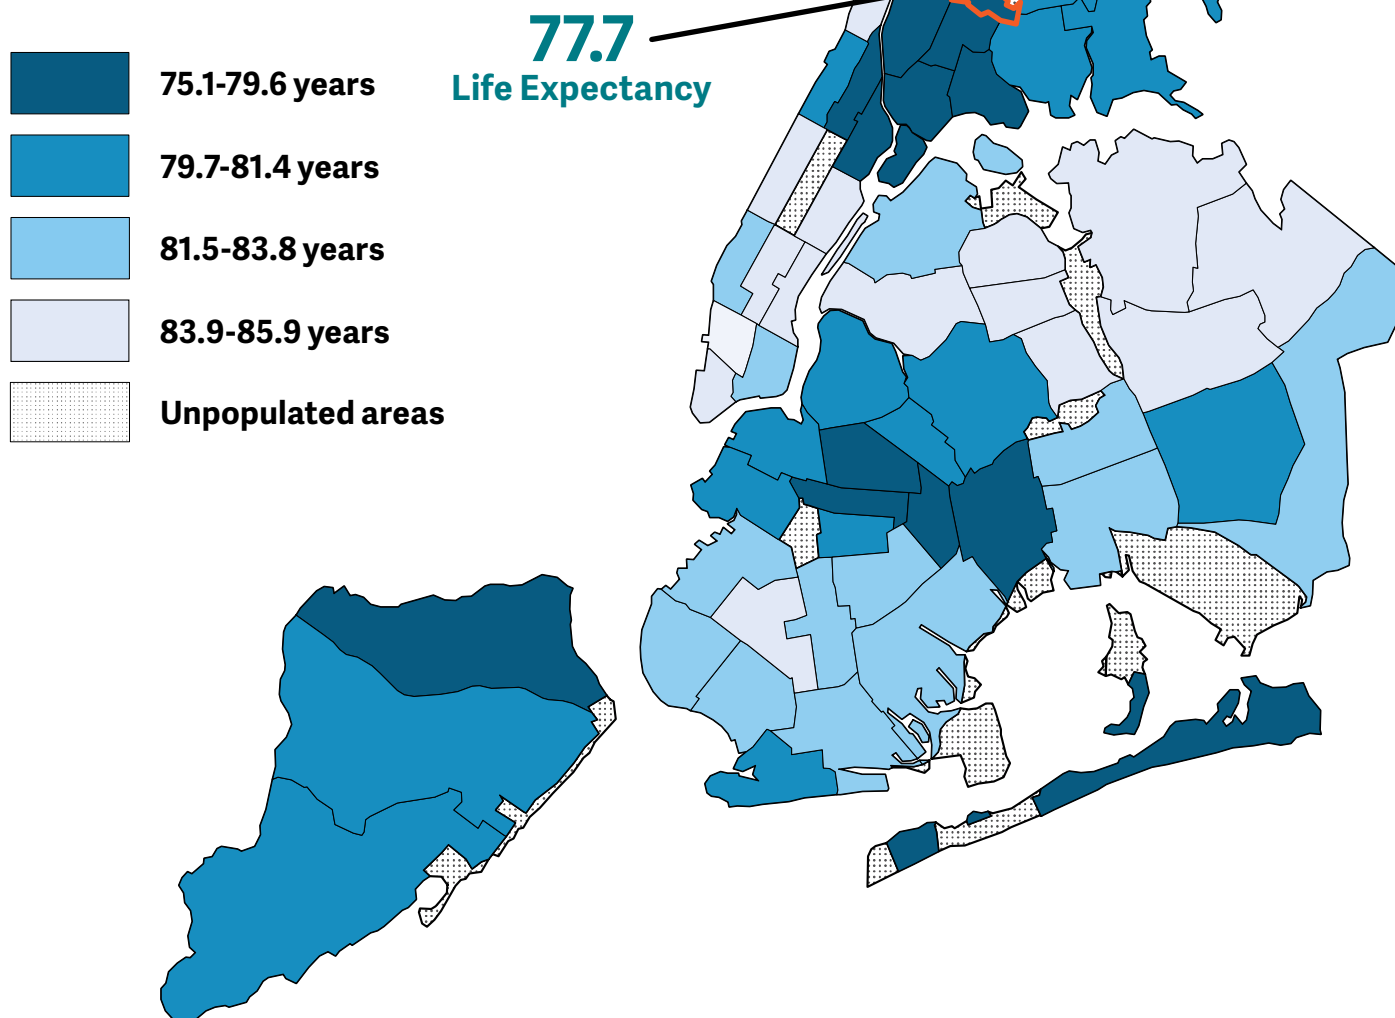 77.7
Life Expectancy
75.1-79.6 years
79.7-81.4 years
81.5-83.8 years
83.9-85.9 years
Unpopulated areas